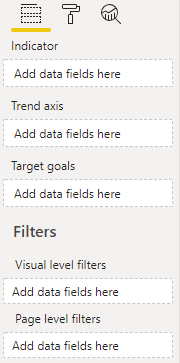 Indicator
Add data fields here
Trend axis
Add data fields here
Target goals
Add data fields here
Filters
Visual level filters
Add data fields here
Page level filters
Add data fields here